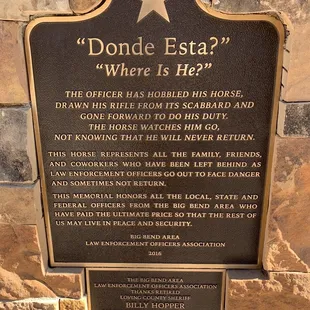 "Donde Esta?"
"Where Is He?"
THE OFFICER HAS HOBBLED HIS HORSE,
DRAWN HIS RIFLE FROM ITS SCABBARD AND
GONE FORWARD TO DO HIS DUTY.
THE HORSE WATCHES HIM GO,
NOT KNOWING THAT HE WILL NEVER RETURN.
THIS HORSE REPRESENTS ALL THE FAMILY, FRIENDS,
AND COWORKERS WHO HAVE BEEN LEFT BEHIND AS
LAW ENFORCEMENT OFFICERS GO OUT TO FACE DANGER
AND SOMETIMES NOT RETURN.
THIS MEMORIAL HONORS ALL THE LOCAL, STATE AND
FEDERAL OFFICERS FROM THE BIG BEND AREA WHO
HAVE PAID THE ULTIMATE PRICE SO THAT THE REST OF
US MAY LIVE IN PEACE AND SECURITY.
BIG BEND AREA
LAW ENFORCEMENT OFFICERS ASSOCIATION
2016
THE BIG BEND AREA
LAW ENFORCEMENT OFFICERS ASSOCIATION
THANKS RETIRED
LOVING COUNTY SHERIFF
BILLY HOPPER